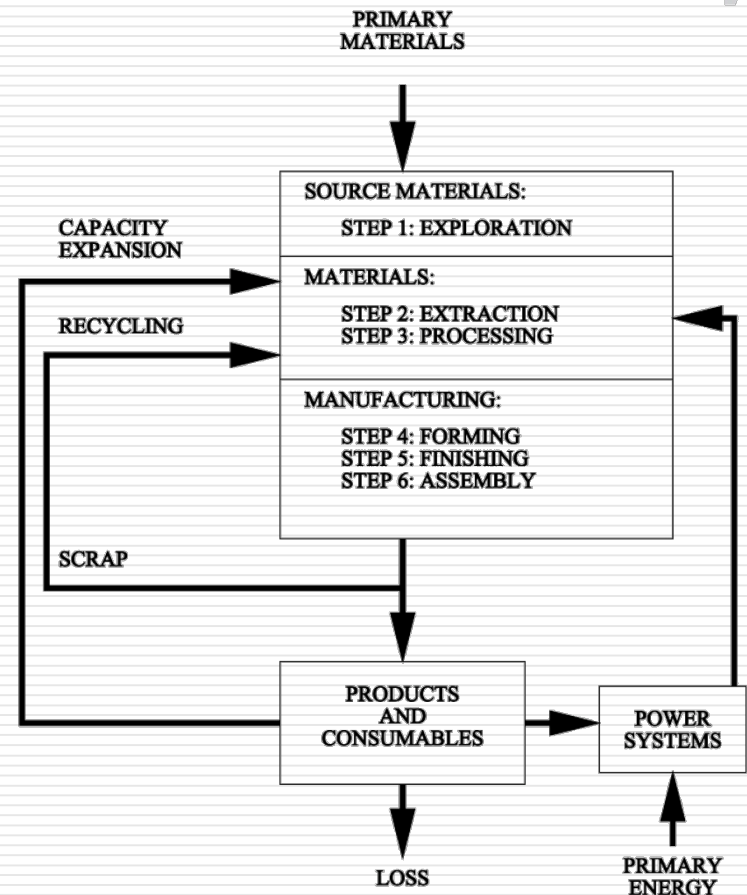 PRIMARY
MATERIALS
SOURCE MATERIALS:
STEP 1: EXPLORATION
CAPACITY
EXPANSION
MATERIALS:
STEP 2: EXTRACTION
STEP 3: PROCESSING
RECYCLING
MANUFACTURING:
STEP 4: FORMING
STEP 5: FINISHING
STEP 6: ASSEMBLY
SCRAP
PRODUCTS
AND
CONSUMABLES
POWER
SYSTEMS
LOSS
PRIMARY
ENERGY